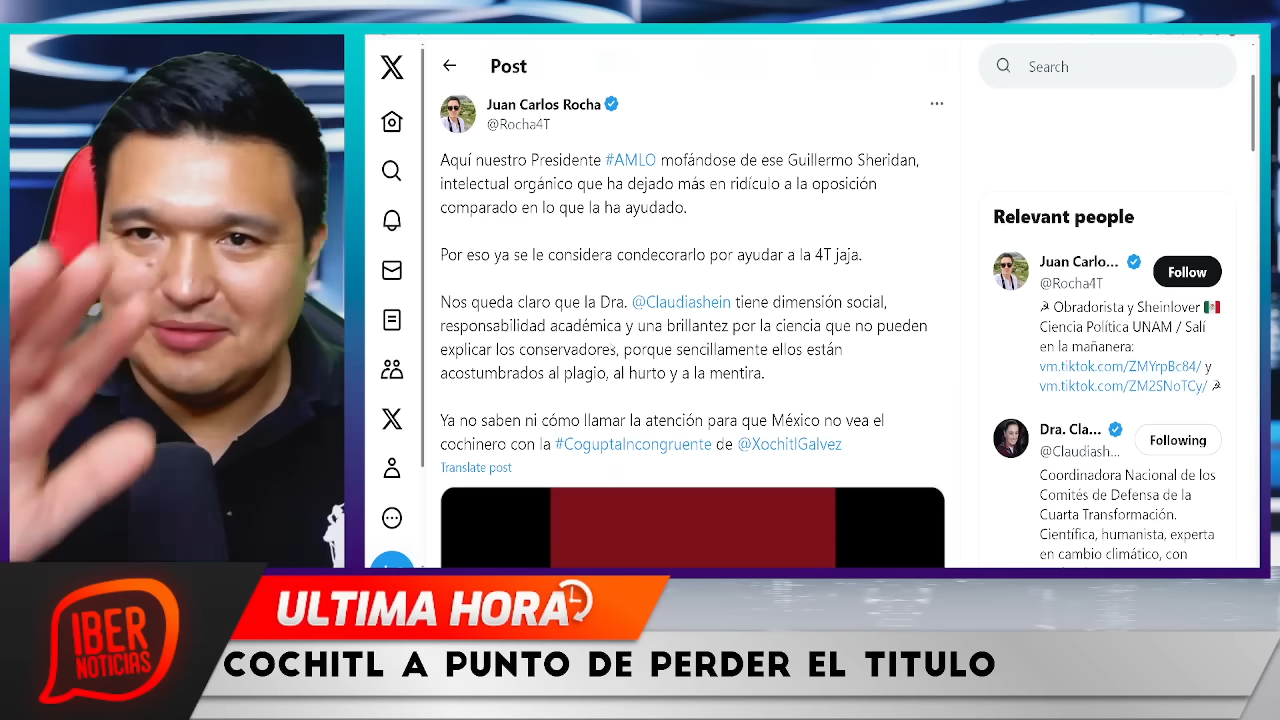 Post
Search
Juan Carlos Rocha
@Rocha4T
Aquí nuestro Presidente #AMLO mofándose de ese Guillermo Sheridan,
intelectual orgánico que ha dejado más en ridículo a la oposición
comparado en lo que la ha ayudado.
Por eso ya se le considera condecorarlo por ayudar a la 4T jaja.
Nos queda claro que la Dra. @Claudiashein tiene dimensión social,
responsabilidad académica y una brillantez por la ciencia que no pueden
explicar los conservadores, porque sencillamente ellos están
acostumbrados al plagio, al hurto y a la mentira.
Ya no saben ni cómo llamar la atención para que México no vea el
cochinero con la #CoguptaIncongruente de @XochitlGalvez
Translate post
Relevant people
Juan Carlo...
Follow
@Rocha4T
Obradorista y Sheinlover
Ciencia Política UNAM / Salí
en la mañanera:
vm.tiktok.com/ZMYrpBc84/ y
vm.tiktok.com/ZM2SNoTCy/
Dra. Cla...
Following
@Claudiash...
Coordinadora Nacional de los
Comités de Defensa de la
Cuarta Transformación.
Científica, humanista, experta
en cambio climático, con
ULTIMA HORA
IBER
NOTICIAS
COCHITL A PUNTO DE PERDER EL TITULO